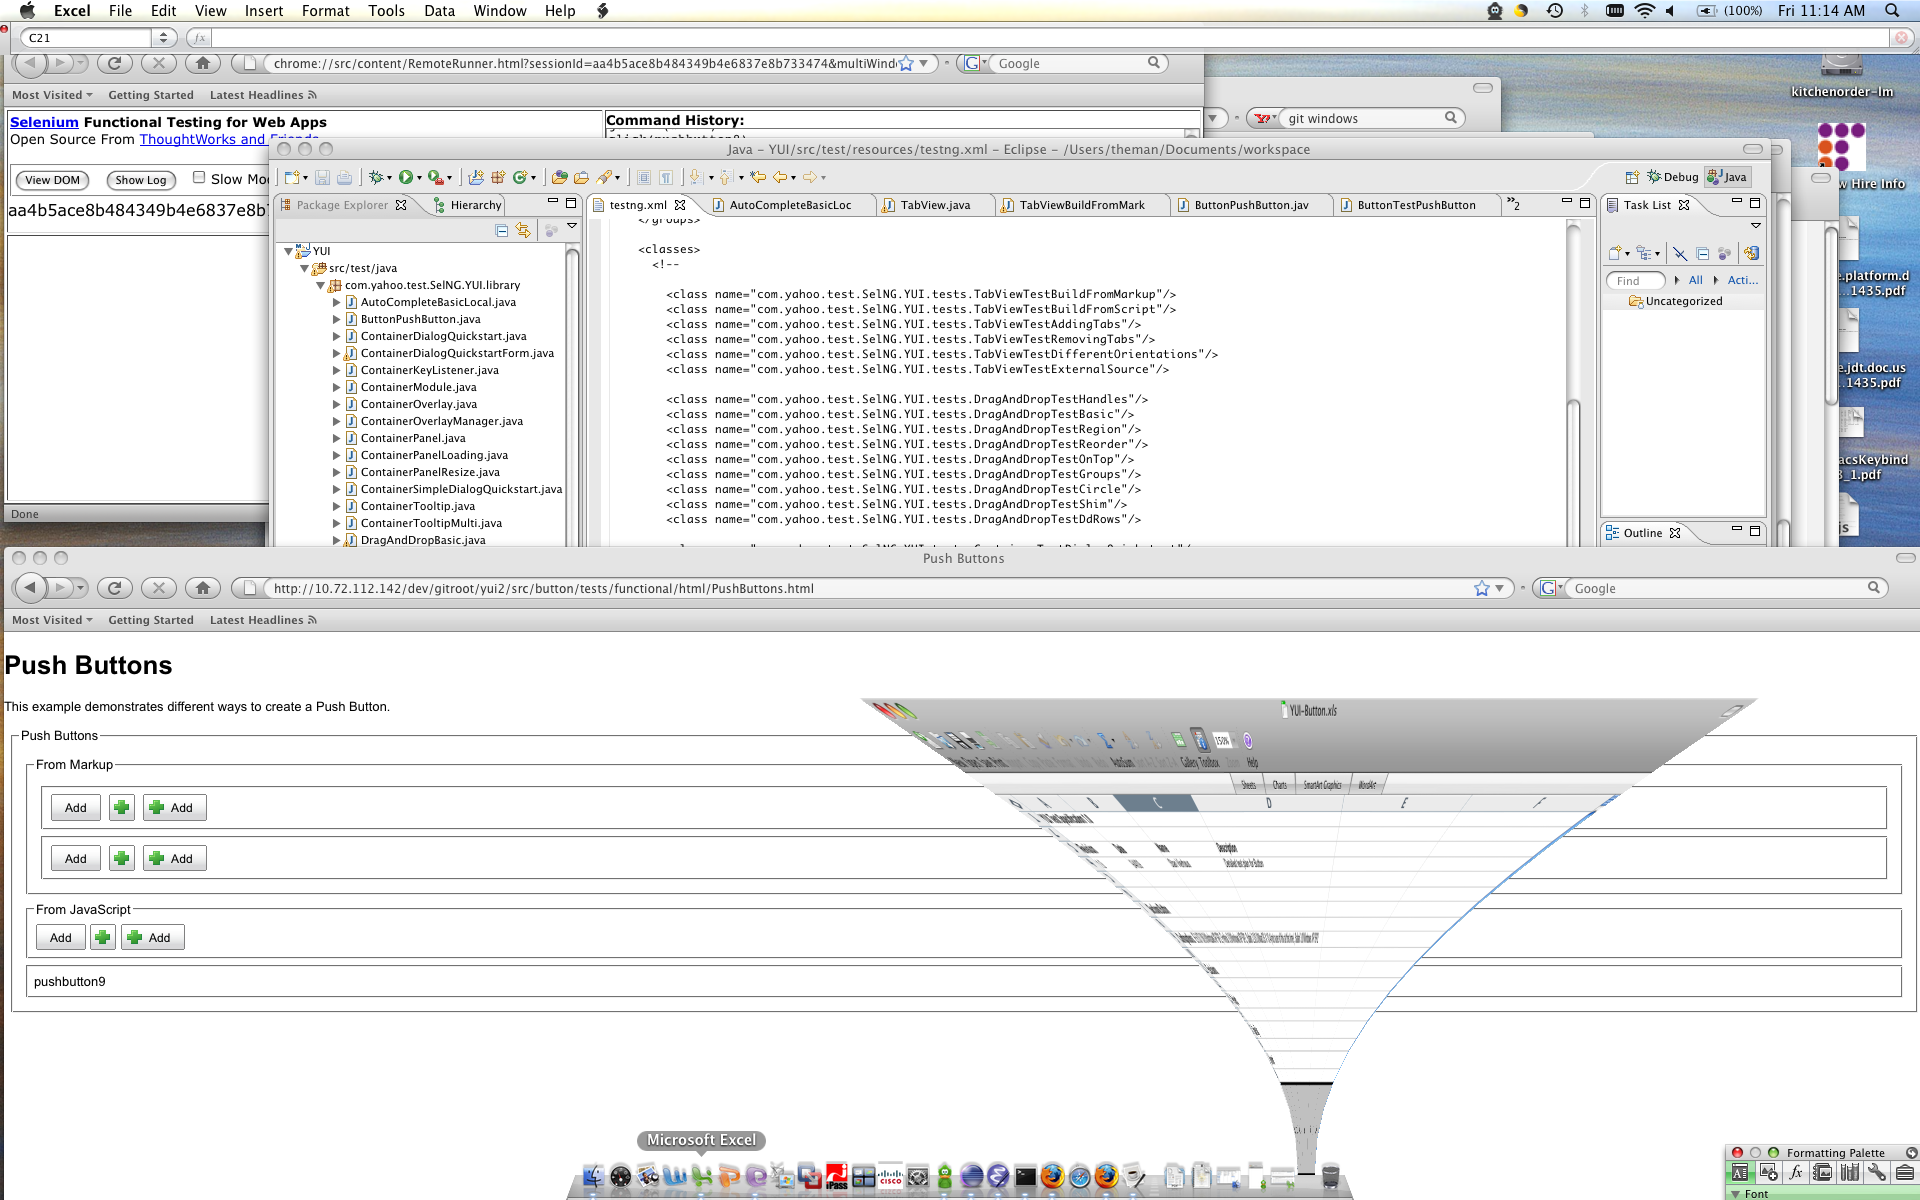 Excel File Edit View Insert Format Tools Data Window Help (100%) Fri 11:14 AM
C21 fx
chrome://src/content/RemoteRunner.html?sessionId=aa4b5ace8b484349b4e6837e8b733474&multiWind Google
Most Visited Getting Started Latest Headlines
kitchenorder-lm
git windows
Selenium Functional Testing for Web Apps
Open Source From ThoughtWorks and Friends
Command History:
View DOM Show Log Slow Mo
aa4b5ace8b484349b4e6837e8b
Done
Java - YUI/src/test/resources/testng.xml - Eclipse - /Users/theman/Documents/workspace
Debug Java
w Hire Info
Package Explorer Hierarchy
testng.xml AutoCompleteBasicLoc TabView.java TabViewBuildFromMark ButtonPushButton.jav ButtonTestPushButton »2
Task List
Find All Acti...
Uncategorized
Outline
YUI
src/test/java
com.yahoo.test.SelNG.YUI.library
AutoCompleteBasicLocal.java
ButtonPushButton.java
ContainerDialogQuickstart.java
ContainerDialogQuickstartForm.java
ContainerKeyListener.java
ContainerModule.java
ContainerOverlay.java
ContainerOverlayManager.java
ContainerPanel.java
ContainerPanelLoading.java
ContainerPanelResize.java
ContainerSimpleDialogQuickstart.java
ContainerTooltip.java
ContainerTooltipMulti.java
DragAndDropBasic.java
</groups>
<classes>
<!--
<class name="com.yahoo.test.SelNG.YUI.tests.TabViewTestBuildFromMarkup"/>
<class name="com.yahoo.test.SelNG.YUI.tests.TabViewTestBuildFromScript"/>
<class name="com.yahoo.test.SelNG.YUI.tests.TabViewTestAddingTabs"/>
<class name="com.yahoo.test.SelNG.YUI.tests.TabViewTestRemovingTabs"/>
<class name="com.yahoo.test.SelNG.YUI.tests.TabViewTestDifferentOrientations"/>
<class name="com.yahoo.test.SelNG.YUI.tests.TabViewTestExternalSource"/>
<class name="com.yahoo.test.SelNG.YUI.tests.DragAndDropTestHandles"/>
<class name="com.yahoo.test.SelNG.YUI.tests.DragAndDropTestBasic"/>
<class name="com.yahoo.test.SelNG.YUI.tests.DragAndDropTestRegion"/>
<class name="com.yahoo.test.SelNG.YUI.tests.DragAndDropTestReorder"/>
<class name="com.yahoo.test.SelNG.YUI.tests.DragAndDropTestOnTop"/>
<class name="com.yahoo.test.SelNG.YUI.tests.DragAndDropTestGroups"/>
<class name="com.yahoo.test.SelNG.YUI.tests.DragAndDropTestCircle"/>
<class name="com.yahoo.test.SelNG.YUI.tests.DragAndDropTestShim"/>
<class name="com.yahoo.test.SelNG.YUI.tests.DragAndDropTestDdRows"/>
e.platform.d
...1435.pdf
e.jdt.doc.us
...1435.pdf
acsKeybind
3_1.pdf
js
Push Buttons
http://10.72.112.142/dev/gitroot/yui2/src/button/tests/functional/html/PushButtons.html Google
Most Visited Getting Started Latest Headlines
Push Buttons
This example demonstrates different ways to create a Push Button.
Push Buttons
From Markup
Add Add
Add Add
From JavaScript
Add Add
pushbutton9
YUI-Button.xls
150%
AutoSum Gallery Toolbox Help
Sheets Charts SmartArt Graphics WordArt
A B C D E F
Name Description
Microsoft Excel
iPass
CISCO
Formatting Palette
Font